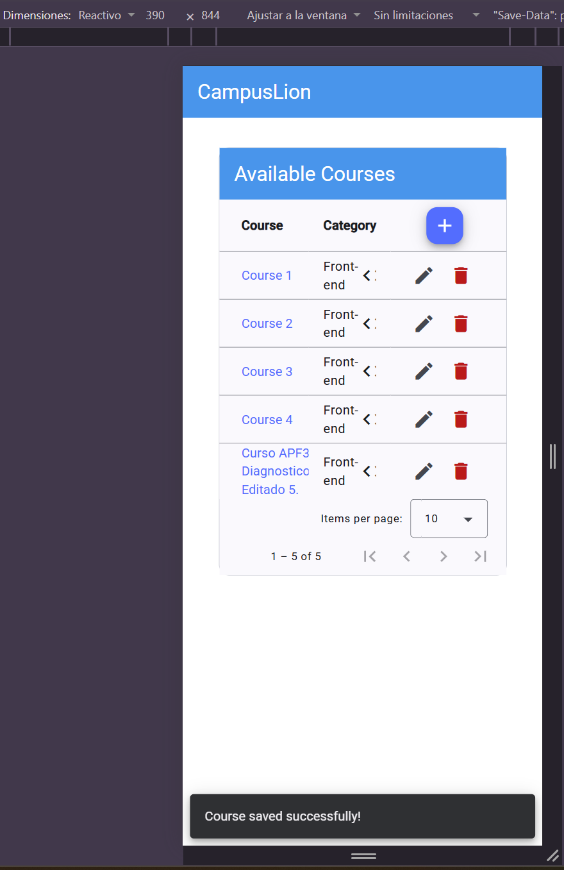 Dimensiones: Reactivo 390 × 844 Ajustar a la ventana Sin limitaciones "Save-Data":
CampusLion
Available Courses
Course Category +
Course 1 Front-
end
Course 2 Front-
end
Course 3 Front-
end
Course 4 Front-
end
Curso APF3
Diagnostico
Editado 5.
Front-
end
Items per page: 10
1 – 5 of 5
Course saved successfully!